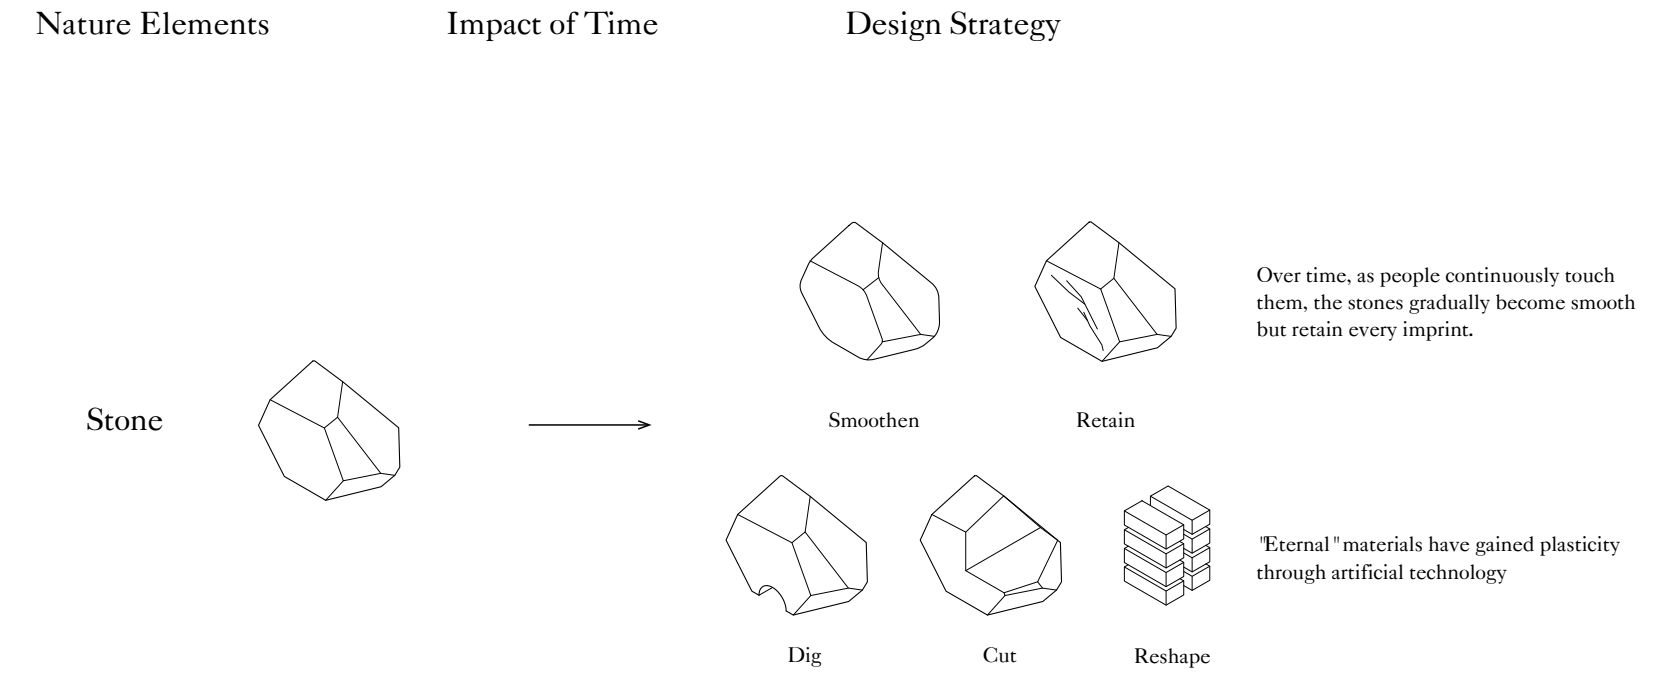 Nature Elements
Impact of Time
Design Strategy
Over time, as people continuously touch
them, the stones gradually become smooth
but retain every imprint.
Stone
Smoothen
Retain
"Eternal" materials have gained plasticity
through artificial technology
Dig
Cut
Reshape